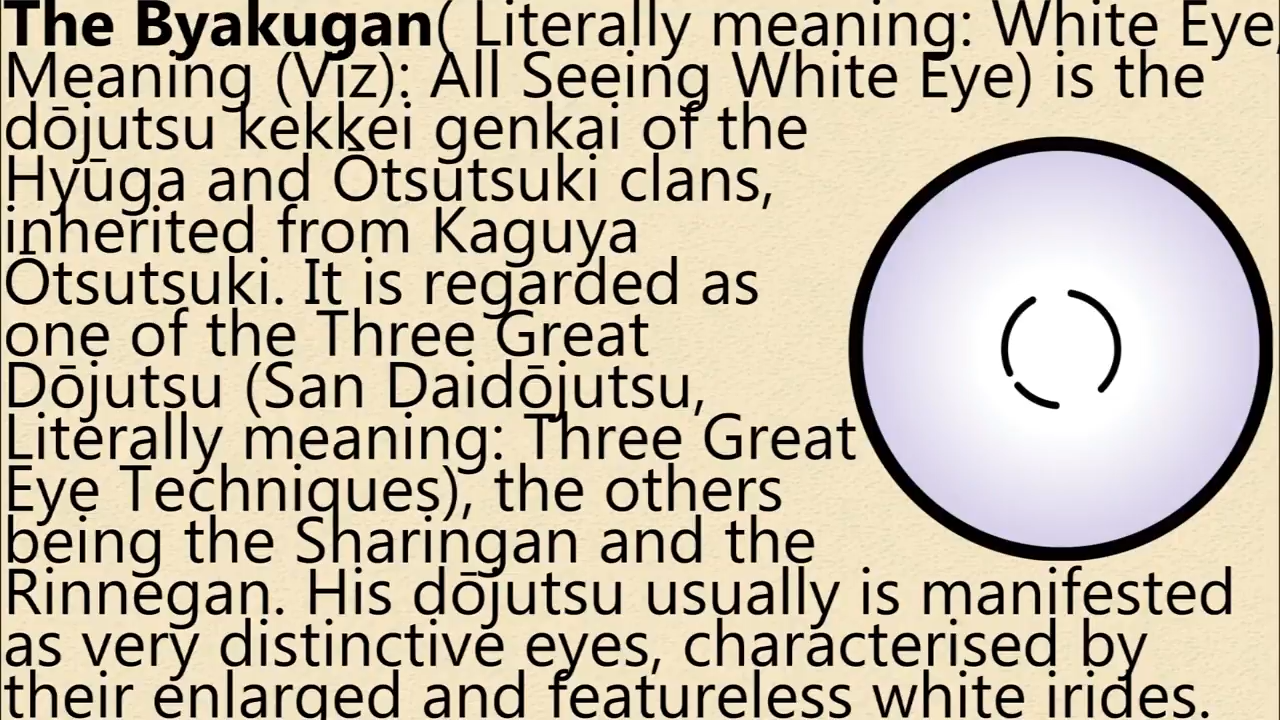 The Byakugan( Literally meaning: White Eye
Meaning (Viz): All Seeing White Eye) is the
dōjutsu kekkei genkai of the
Hyūga and Ōtsutsuki clans,
inherited from Kaguya
Ōtsutsuki. It is regarded as
one of the Three Great
Dōjutsu (San Daidōjutsu,
Literally meaning: Three Great
Eye Techniques), the others
being the Sharingan and the
Rinnegan. His dōjutsu usually is manifested
as very distinctive eyes, characterised by
their enlarged and featureless white irides.